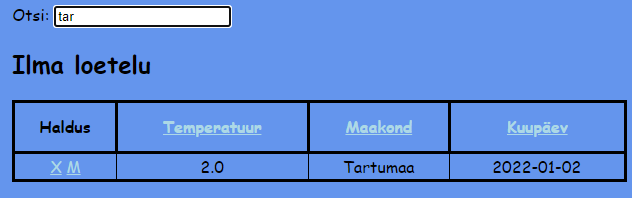 Otsi: tar
Ilma loetelu
Haldus Temperatuur Maakond Kuupäev
X M 2.0 Tartumaa 2022-01-02